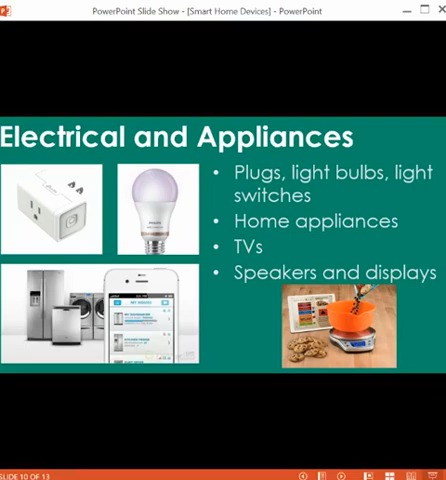 PowerPoint Slide Show - [Smart Home Devices] - PowerPoint
Electrical and Appliances
• Plugs, light bulbs, light
switches
• Home appliances
• TVs
• Speakers and displays
SLIDE 10 OF 13